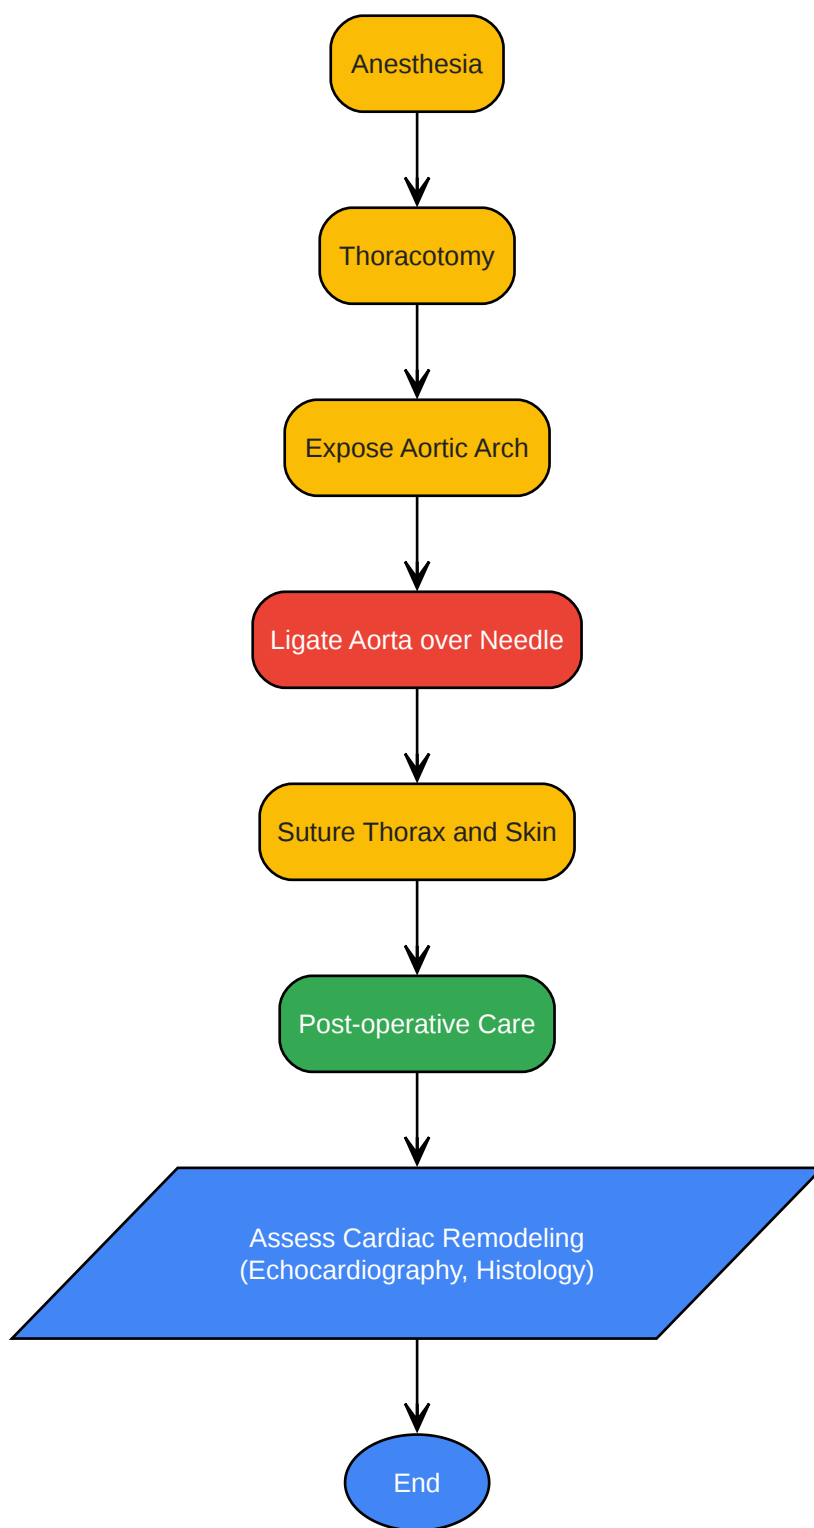 Anesthesia
Thoracotomy
Expose Aortic Arch
Ligate Aorta over Needle
Suture Thorax and Skin
Post-operative Care
Assess Cardiac Remodeling
(Echocardiography, Histology)
End